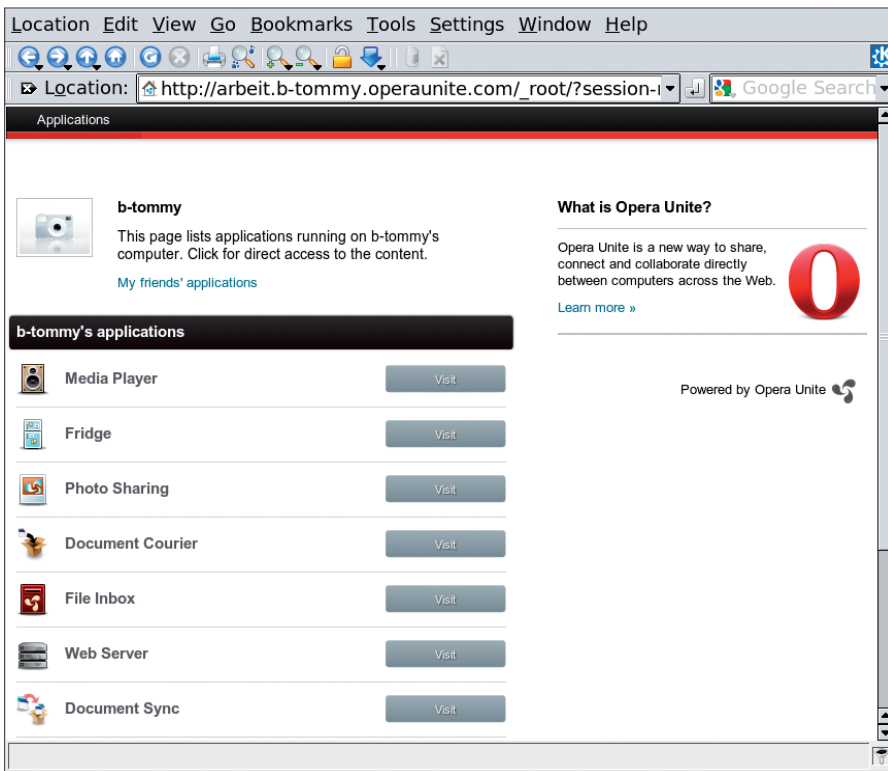 Location Edit View Go Bookmarks Tools Settings Window Help
Location: http://arbeit.b-tommy.operaunite.com/_root/?session- Google Search
Applications
b-tommy
This page lists applications running on b-tommy's
computer. Click for direct access to the content.
My friends' applications
What is Opera Unite?
Opera Unite is a new way to share,
connect and collaborate directly
between computers across the Web.
Learn more »
Powered by Opera Unite
b-tommy's applications
Media Player Visit
Fridge Visit
Photo Sharing Visit
Document Courier Visit
File Inbox Visit
Web Server Visit
Document Sync Visit